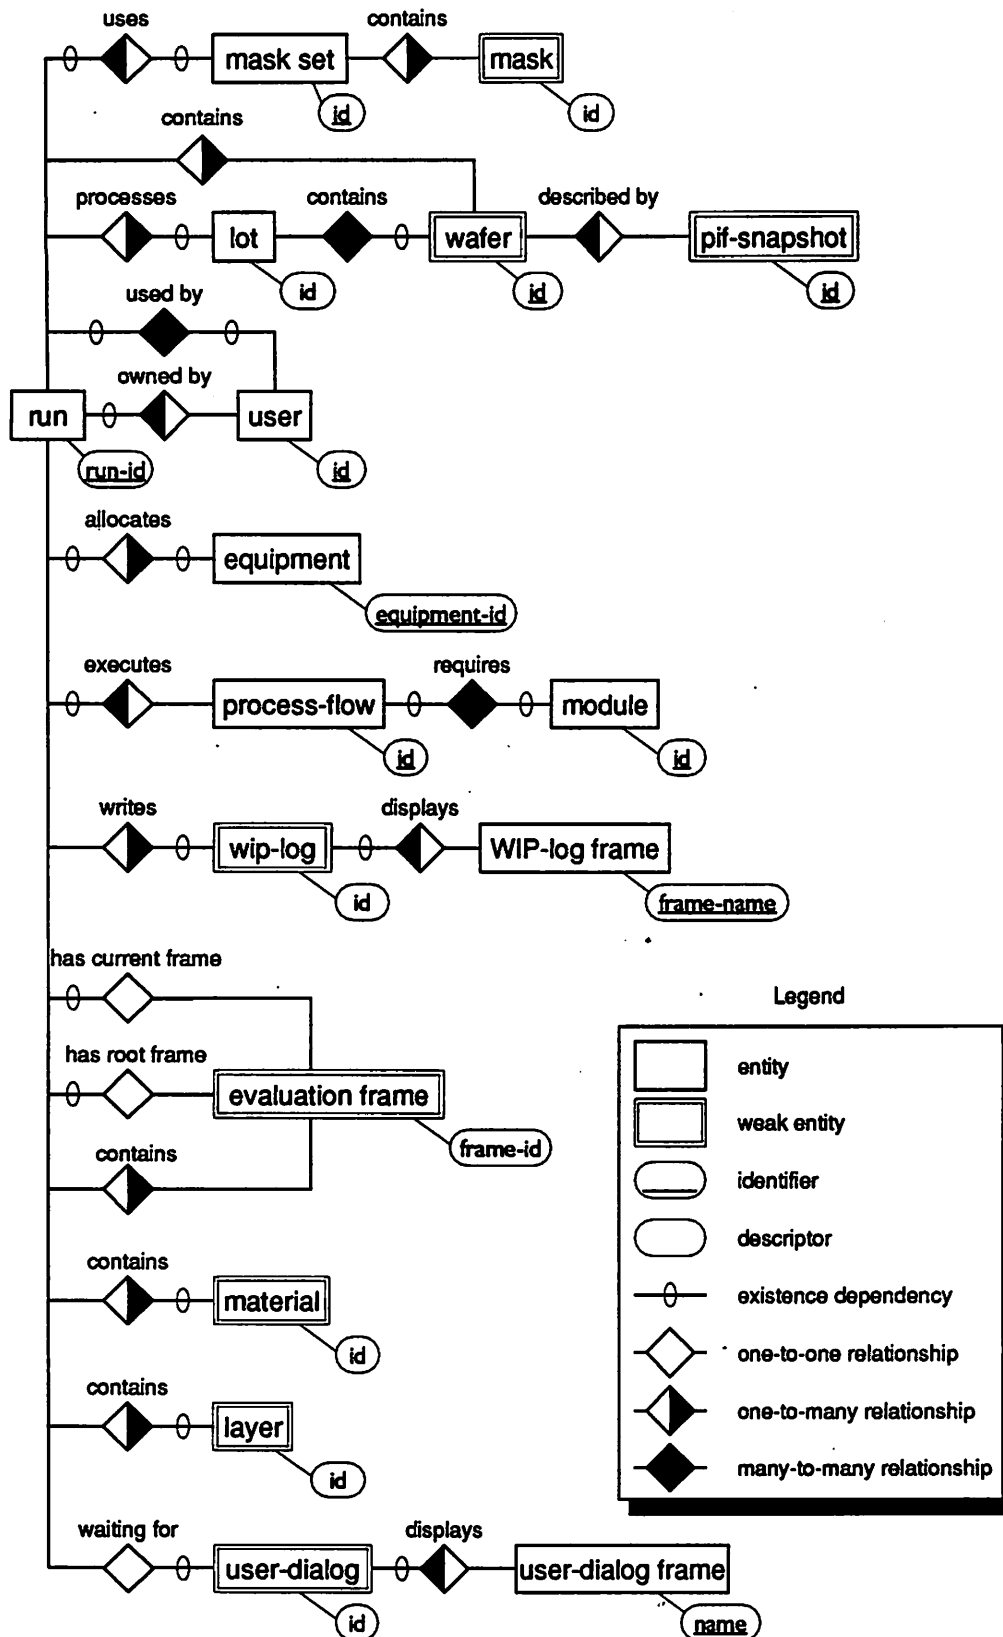 uses
contains
mask set
mask
id
id
contains
processes
contains
described by
lot
wafer
pif-snapshot
id
id
id
used by
owned by
run
user
run-id
id
allocates
equipment
equipment-id
executes
requires
process-flow
module
id
id
writes
displays
wip-log
WIP-log frame
id
frame-name
has current frame
has root frame
evaluation frame
frame-id
contains
contains
material
id
contains
layer
id
waiting for
displays
user-dialog
user-dialog frame
id
name
Legend
entity
weak entity
identifier
descriptor
existence dependency
one-to-one relationship
one-to-many relationship
many-to-many relationship